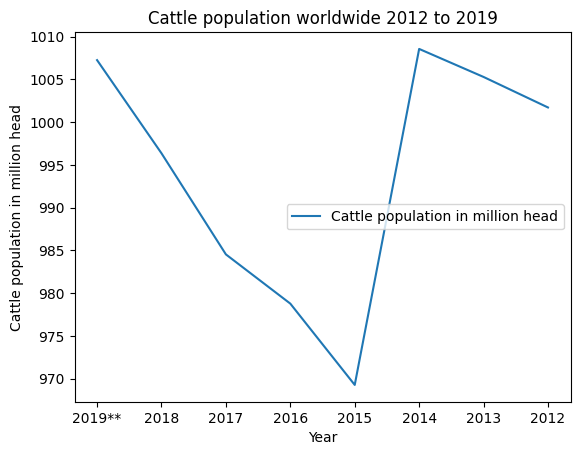 Cattle population worldwide 2012 to 2019
Cattle population in million head
1010
1005
1000
995
990
985
980
975
970
Cattle population in million head
2019** 2018 2017 2016 2015 2014 2013 2012
Year